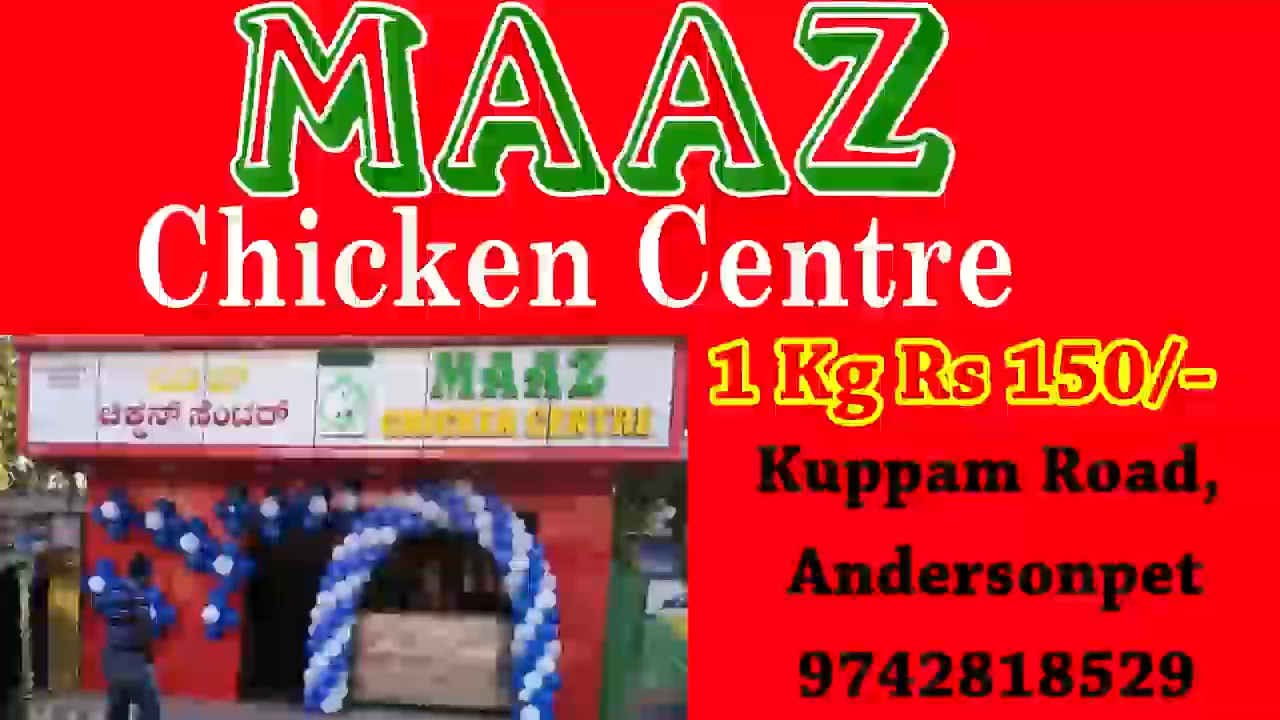 MAAZ
Chicken Centre
ಚಿಕ್ಕನ್ ಸೆಂಟರ್
MAAZ
CHICKEN CENTRE
1 Kg Rs 150/-
Kuppam Road,
Andersonpet
9742818529